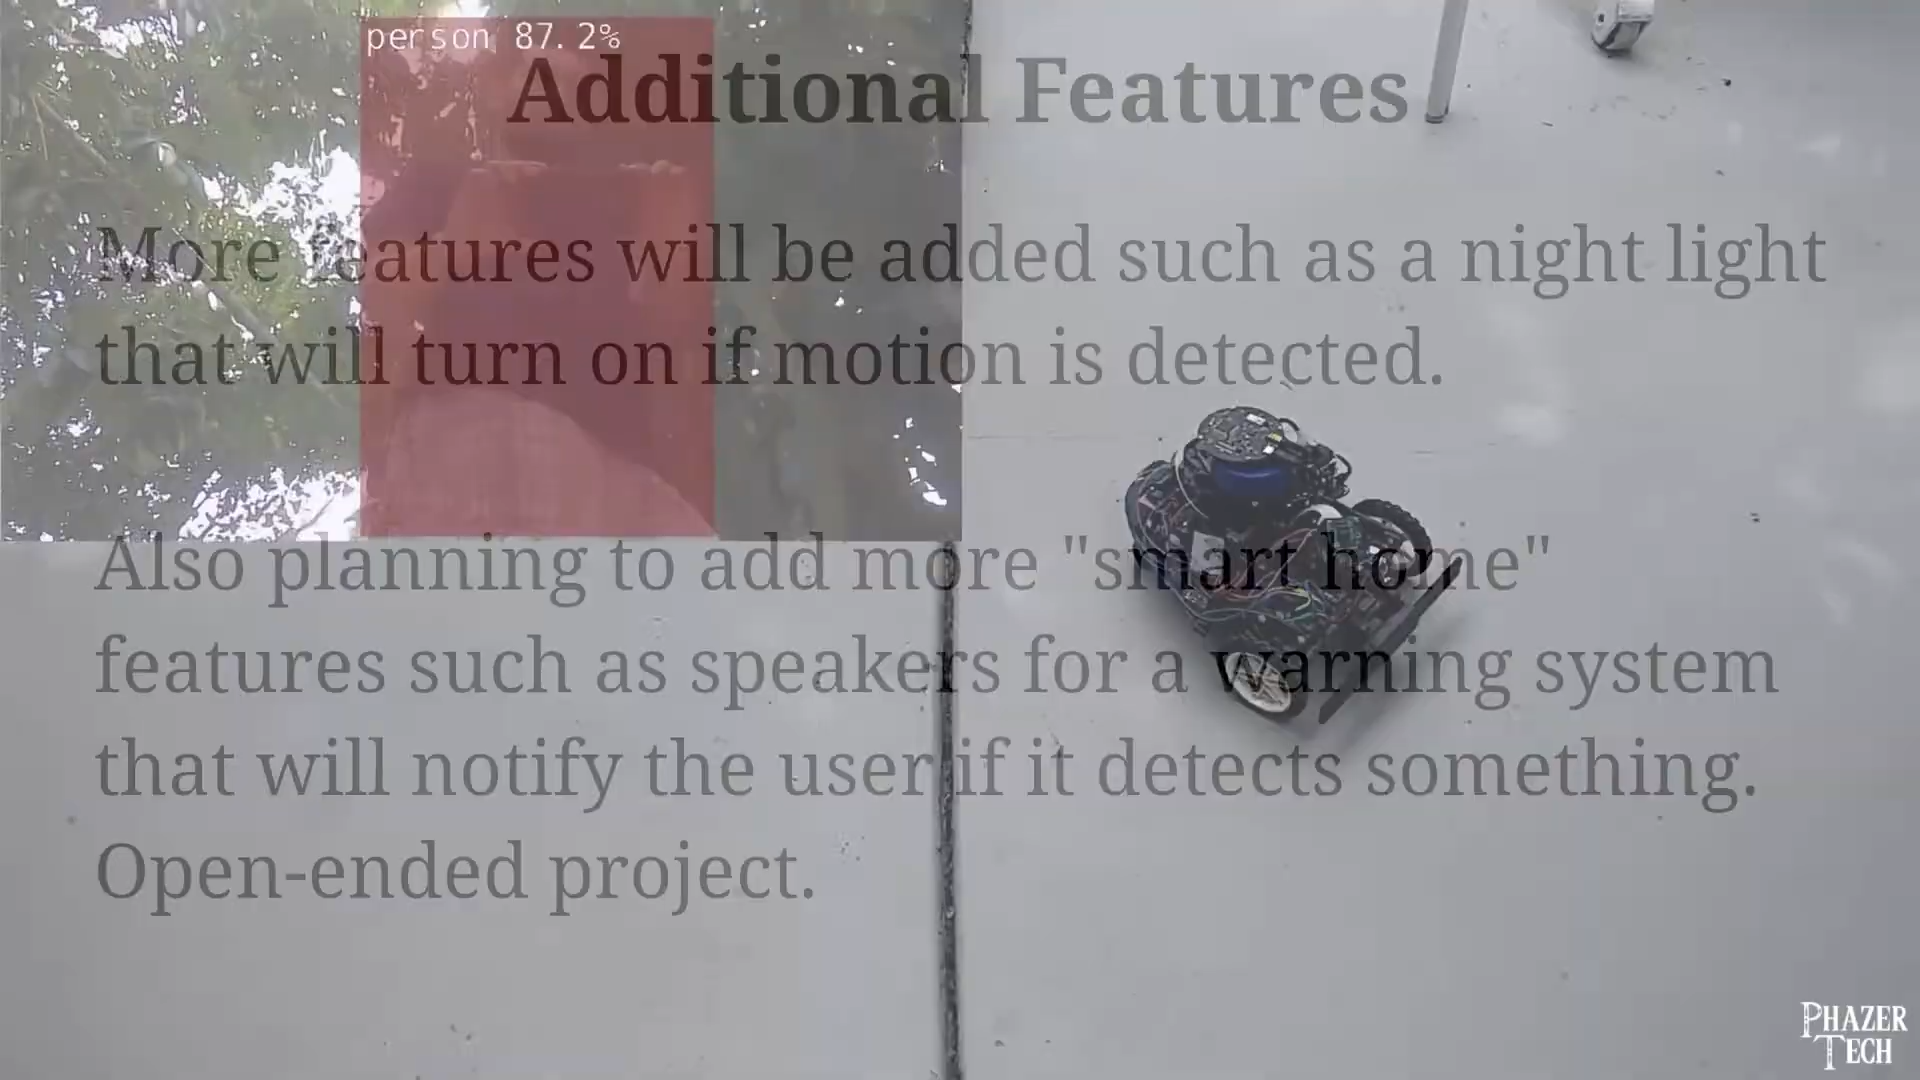 person 87.2%
Additional Features
More features will be added such as a night light
that will turn on if motion is detected.
Also planning to add more "smart home"
features such as speakers for a warning system
that will notify the user if it detects something.
Open-ended project.
PHAZER
TECH